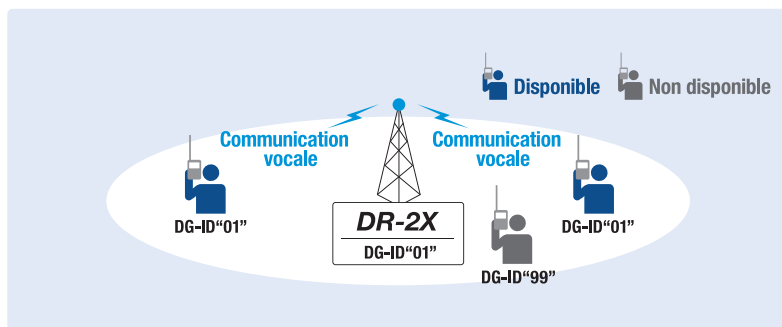 Disponible
Non disponible
Communication
vocale
Communication
vocale
DG-ID“01”
DR-2X
DG-ID“01”
DG-ID“99”
DG-ID“01”